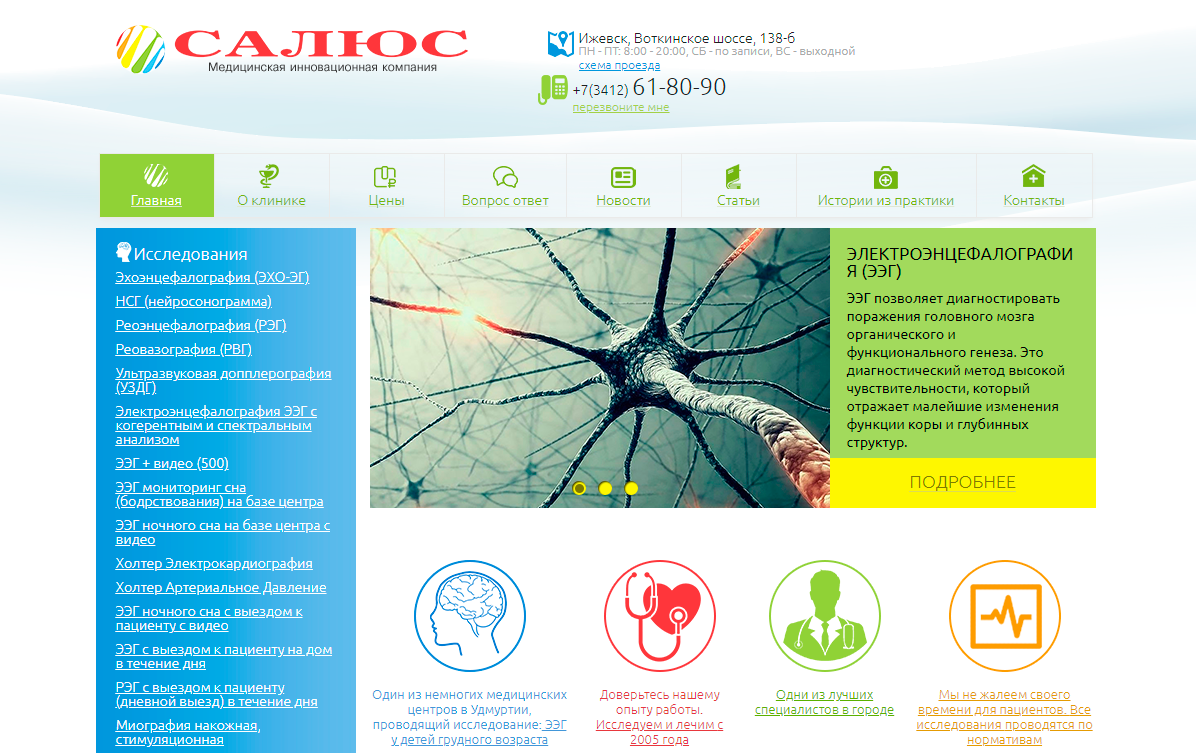 САЛЮС
Медицинская инновационная компания
Ижевск, Воткинское шоссе, 138-б
ПН - ПТ: 8:00 - 20:00, СБ - по записи, ВС - выходной
схема проезда
+7(3412) 61-80-90
перезвоните мне
Главная
О клинике
Цены
Вопрос ответ
Новости
Статьи
Истории из практики
Контакты
Исследования
Эхоэнцефалография (ЭХО-ЭГ)
НСГ (нейросонограмма)
Реоэнцефалография (РЭГ)
Реовазография (РВГ)
Ультразвуковая допплерография
(УЗДГ)
Электроэнцефалография ЭЭГ с
когерентным и спектральным
анализом
ЭЭГ + видео (500)
ЭЭГ мониторинг сна
(бодрствования) на базе центра
ЭЭГ ночного сна на базе центра с
видео
Холтер Электрокардиография
Холтер Артериальное Давление
ЭЭГ ночного сна с выездом к
пациенту с видео
ЭЭГ с выездом к пациенту на дом
в течение дня
РЭГ с выездом к пациенту
(дневной выезд) в течение дня
Миография накожная,
стимуляционная
ЭЛЕКТРОЭНЦЕФАЛОГРАФИ
Я (ЭЭГ)
ЭЭГ позволяет диагностировать
поражения головного мозга
органического и
функционального генеза. Это
диагностический метод высокой
чувствительности, который
отражает малейшие изменения
функции коры и глубинных
структур.
ПОДРОБНЕЕ
Один из немногих медицинских
центров в Удмуртии,
проводящий исследование: ЭЭГ
у детей грудного возраста
Доверьтесь нашему
опыту работы.
Исследуем и лечим с
2005 года
Одни из лучших
специалистов в городе
Мы не жалеем своего
времени для пациентов. Все
исследования проводятся по
нормативам